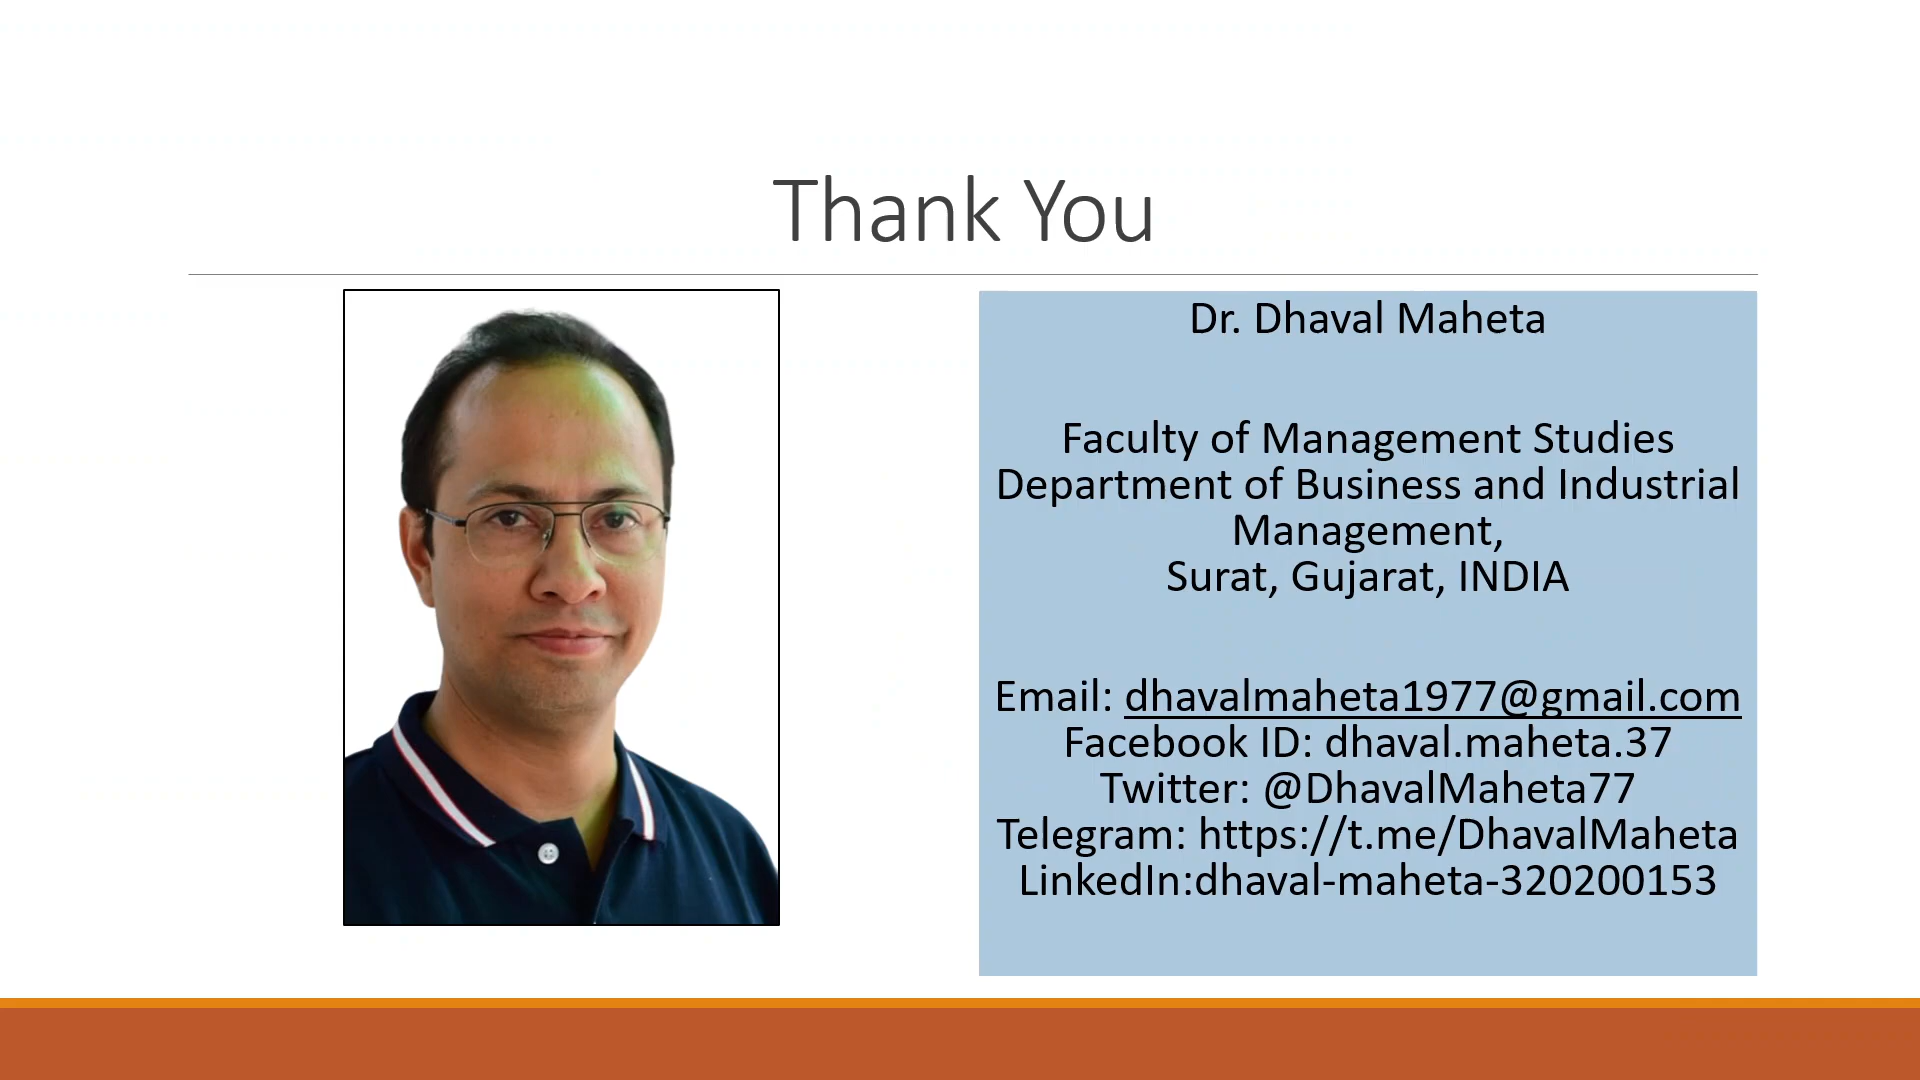 Thank You
Dr. Dhaval Maheta
Faculty of Management Studies
Department of Business and Industrial
Management,
Surat, Gujarat, INDIA
Email: dhavalmaheta1977@gmail.com
Facebook ID: dhaval.maheta.37
Twitter: @DhavalMaheta77
Telegram: https://t.me/DhavalMaheta
LinkedIn:dhaval-maheta-320200153